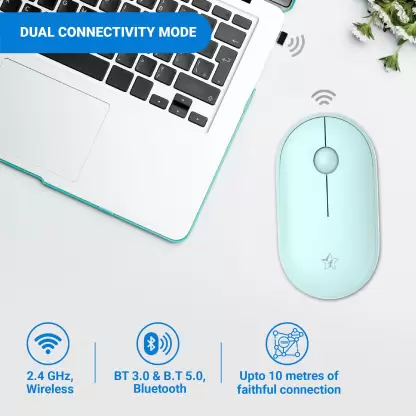 DUAL CONNECTIVITY MODE
2.4 GHz,
Wireless
BT 3.0 & B.T 5.0,
Bluetooth
Upto 10 metres of
faithful connection